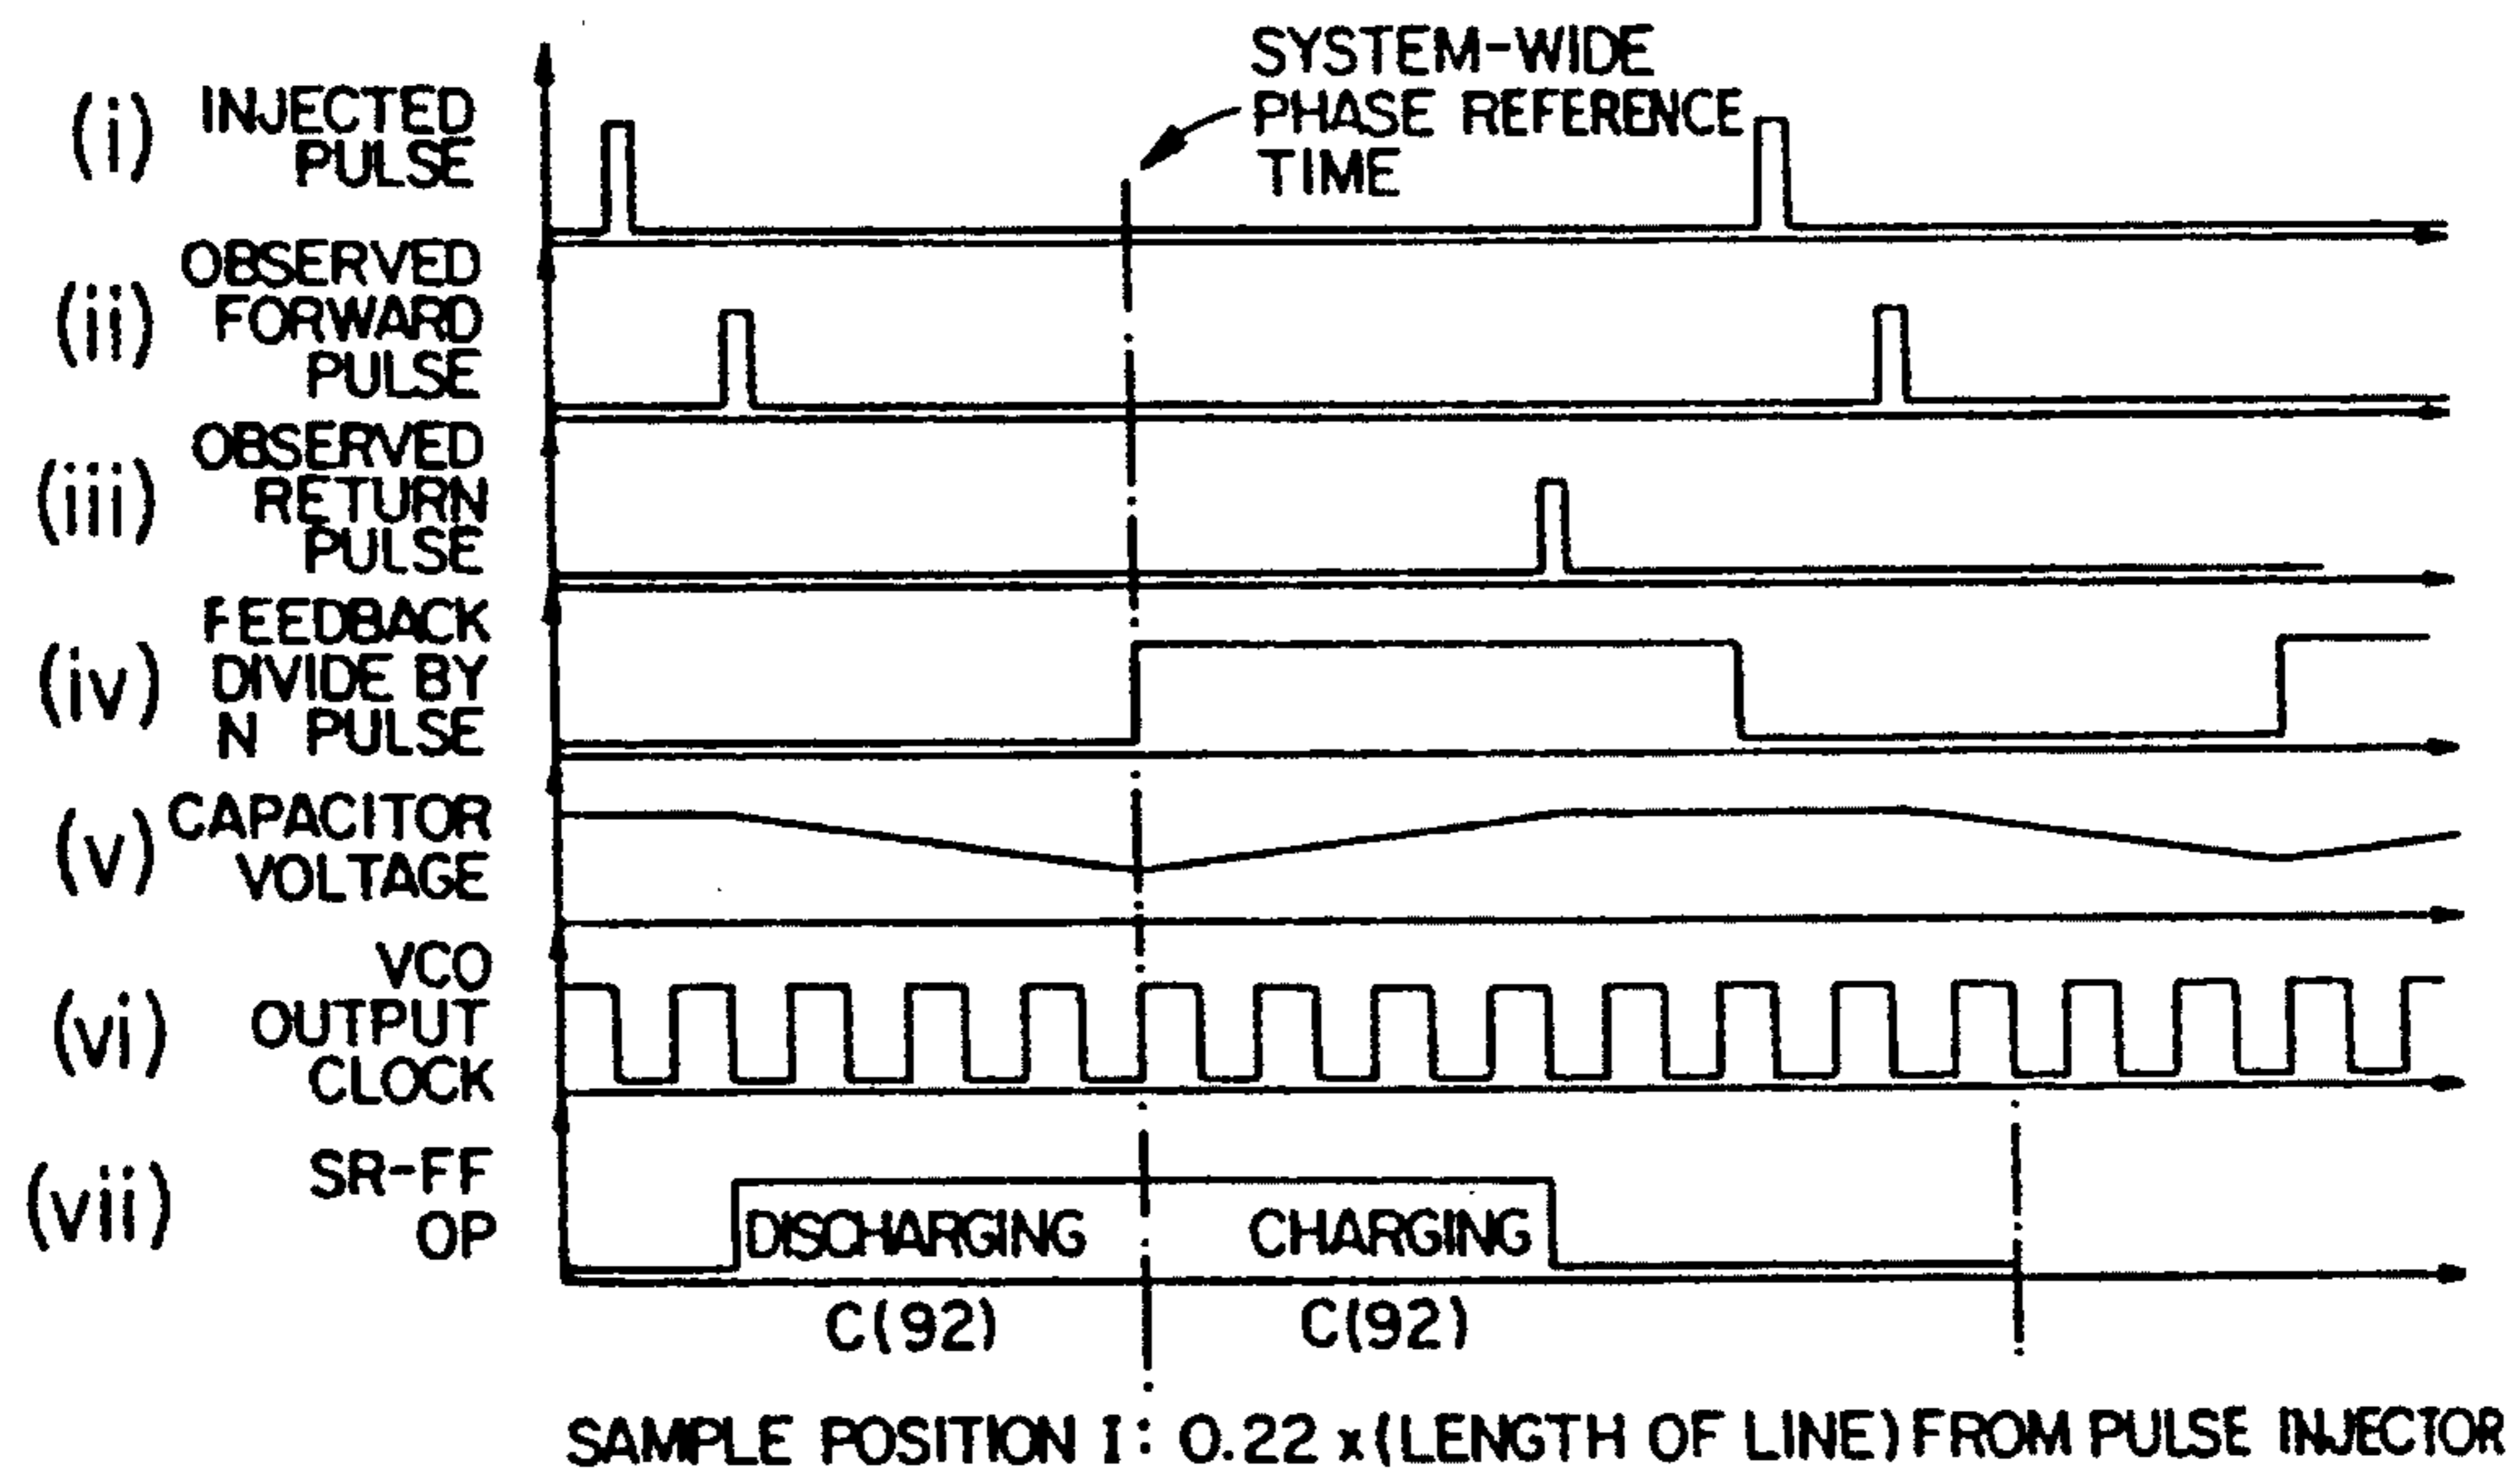 SYSTEM-WIDE
PHASE REFERENCE
TIME
(i) INJECTED
PULSE
(ii) OBSERVED
FORWARD
PULSE
(iii) OBSERVED
RETURN
PULSE
(iv) FEEDBACK
DIVIDE BY
N PULSE
(v) CAPACITOR
VOLTAGE
(vi) VCO
OUTPUT
CLOCK
(vii) SR-FF
OP
DISCHARGING
CHARGING
C(92)
C(92)
SAMPLE POSITION I: 0.22 x (LENGTH OF LINE) FROM PULSE INJECTOR